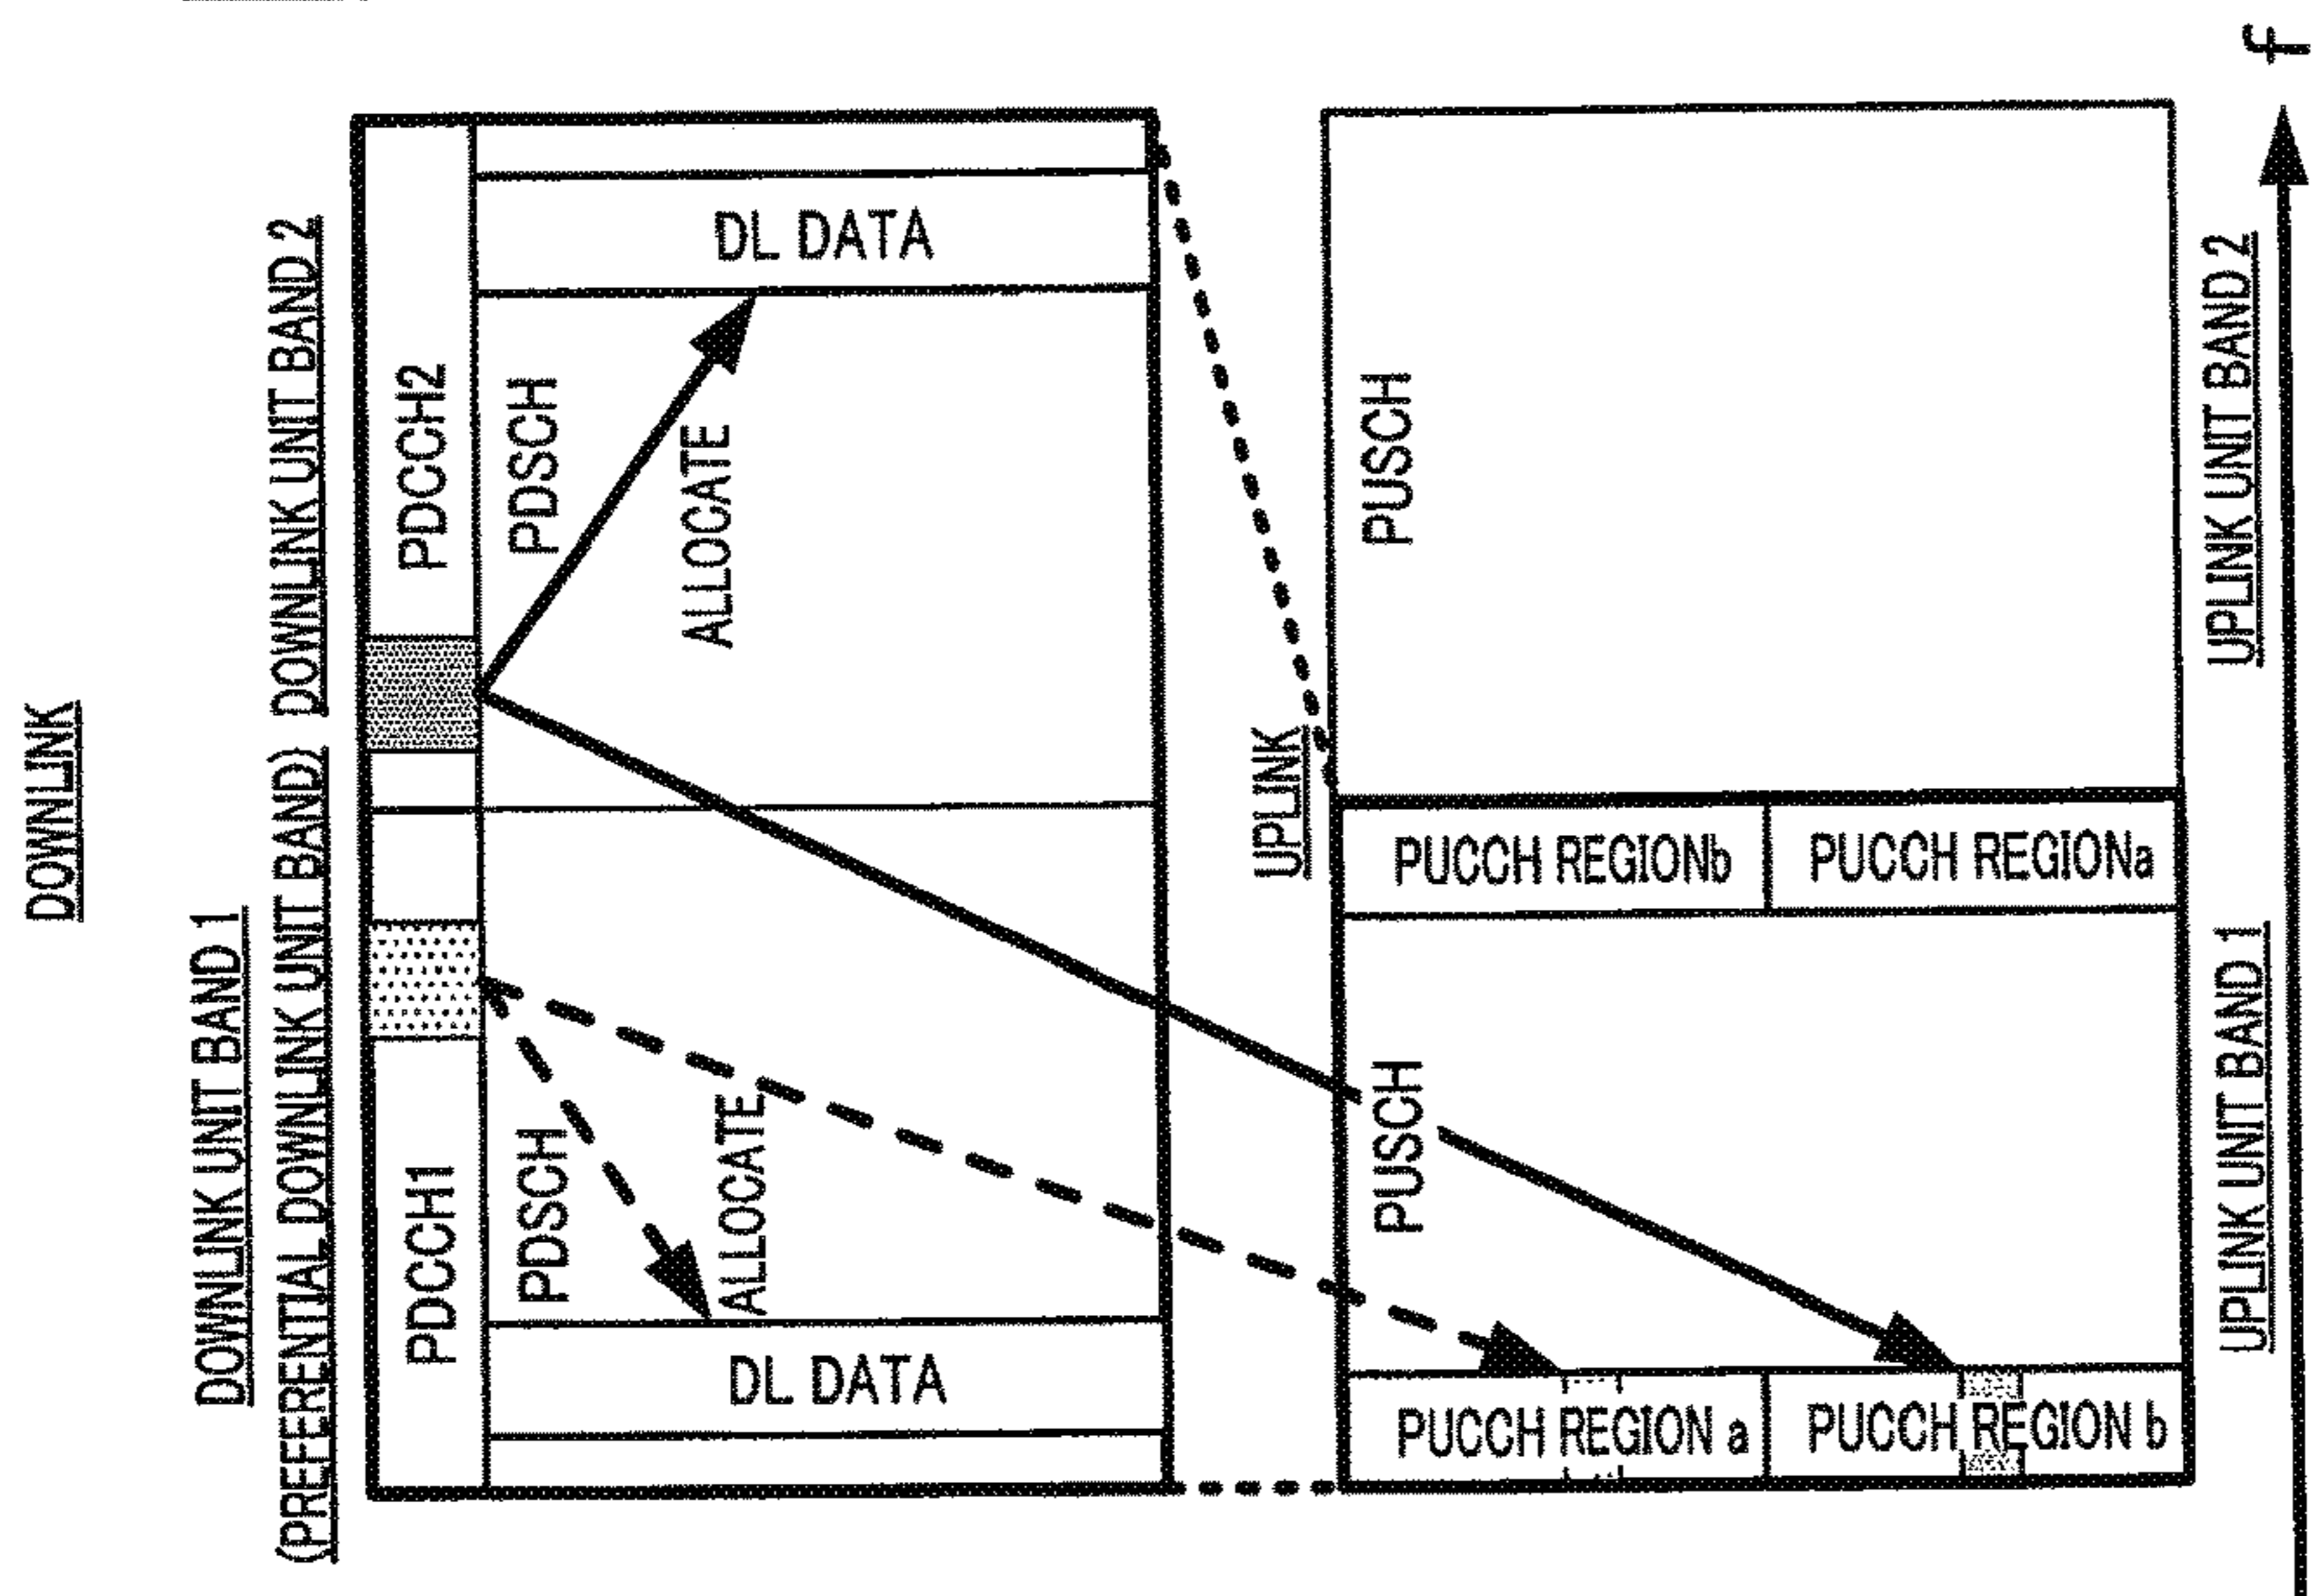 DOWNLINK
DOWNLINK UNIT BAND 1
(PREFERENTIAL DOWNLINK UNIT BAND)
DOWNLINK UNIT BAND 2
PDCCH1
PDCCH2
PDSCH
PDSCH
ALLOCATE
ALLOCATE
DL DATA
DL DATA
UPLINK
PUSCH
PUSCH
PUCCH REGION a
PUCCH REGION b
PUCCH REGIONb
PUCCH REGIONa
UPLINK UNIT BAND 1
UPLINK UNIT BAND 2
f